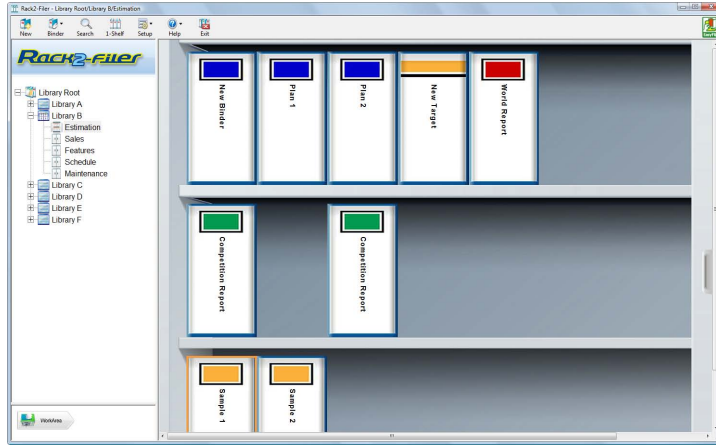 Rack2-Filer - Library Root/Library B/Estimation
New Binder Search 1-Shelf Setup Help Exit
Rack2-Filer
Library Root
Library A
Library B
Estimation
Sales
Features
Schedule
Maintenance
Library C
Library D
Library E
Library F
WorkArea
New Binder
Plan 1
Plan 2
New Target
World Report
Competition Report
Competition Report
Sample 1
Sample 2